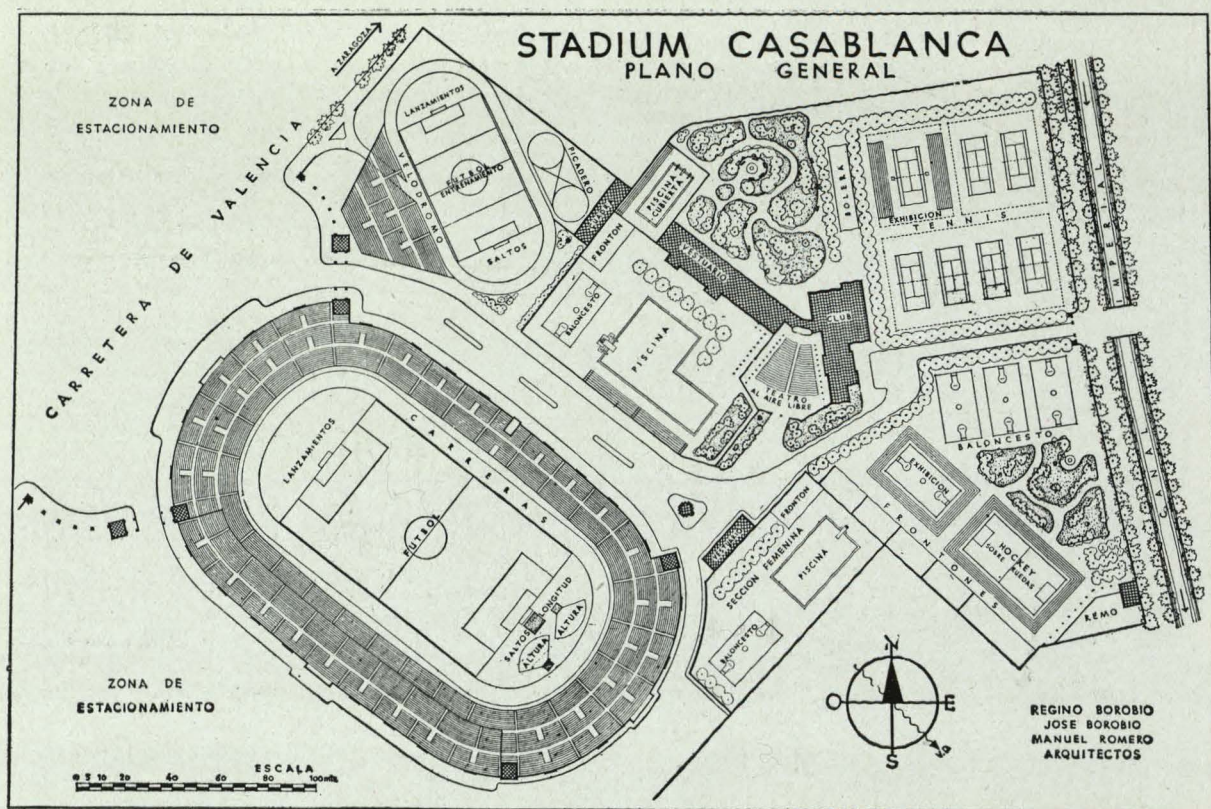 STADIUM CASABLANCA
PLANO GENERAL
A ZARAGOZA
ZONA DE
ESTACIONAMIENTO
CARRETERA DE VALENCIA
LANZAMIENTOS
FUTBOL
ENTRENAMIENTO
SALTOS
VELODROMO
PICADERO
PISCINA
CUBIERTA
FRONTON
VESTUARIO
BALONCESTO
PISCINA
CLUB
TEATRO
AL AIRE LIBRE
BOLERA
EXHIBICION
TENNIS
CANAL IMPERIAL
BALONCESTO
EXHIBICION
FRONTONES
HOCKEY
SOBRE RUEDAS
REMO
FRONTON
SECCION FEMENINA
PISCINA
BALONCESTO
LANZAMIENTOS
CARRERAS
FUTBOL
SALTOS
LONGITUD
ALTURA
ALTURA
ZONA DE
ESTACIONAMIENTO
ESCALA
0 5 10 20 40 60 80 100 mts.
N
O E
S
REGINO BOROBIO
JOSE BOROBIO
MANUEL ROMERO
ARQUITECTOS